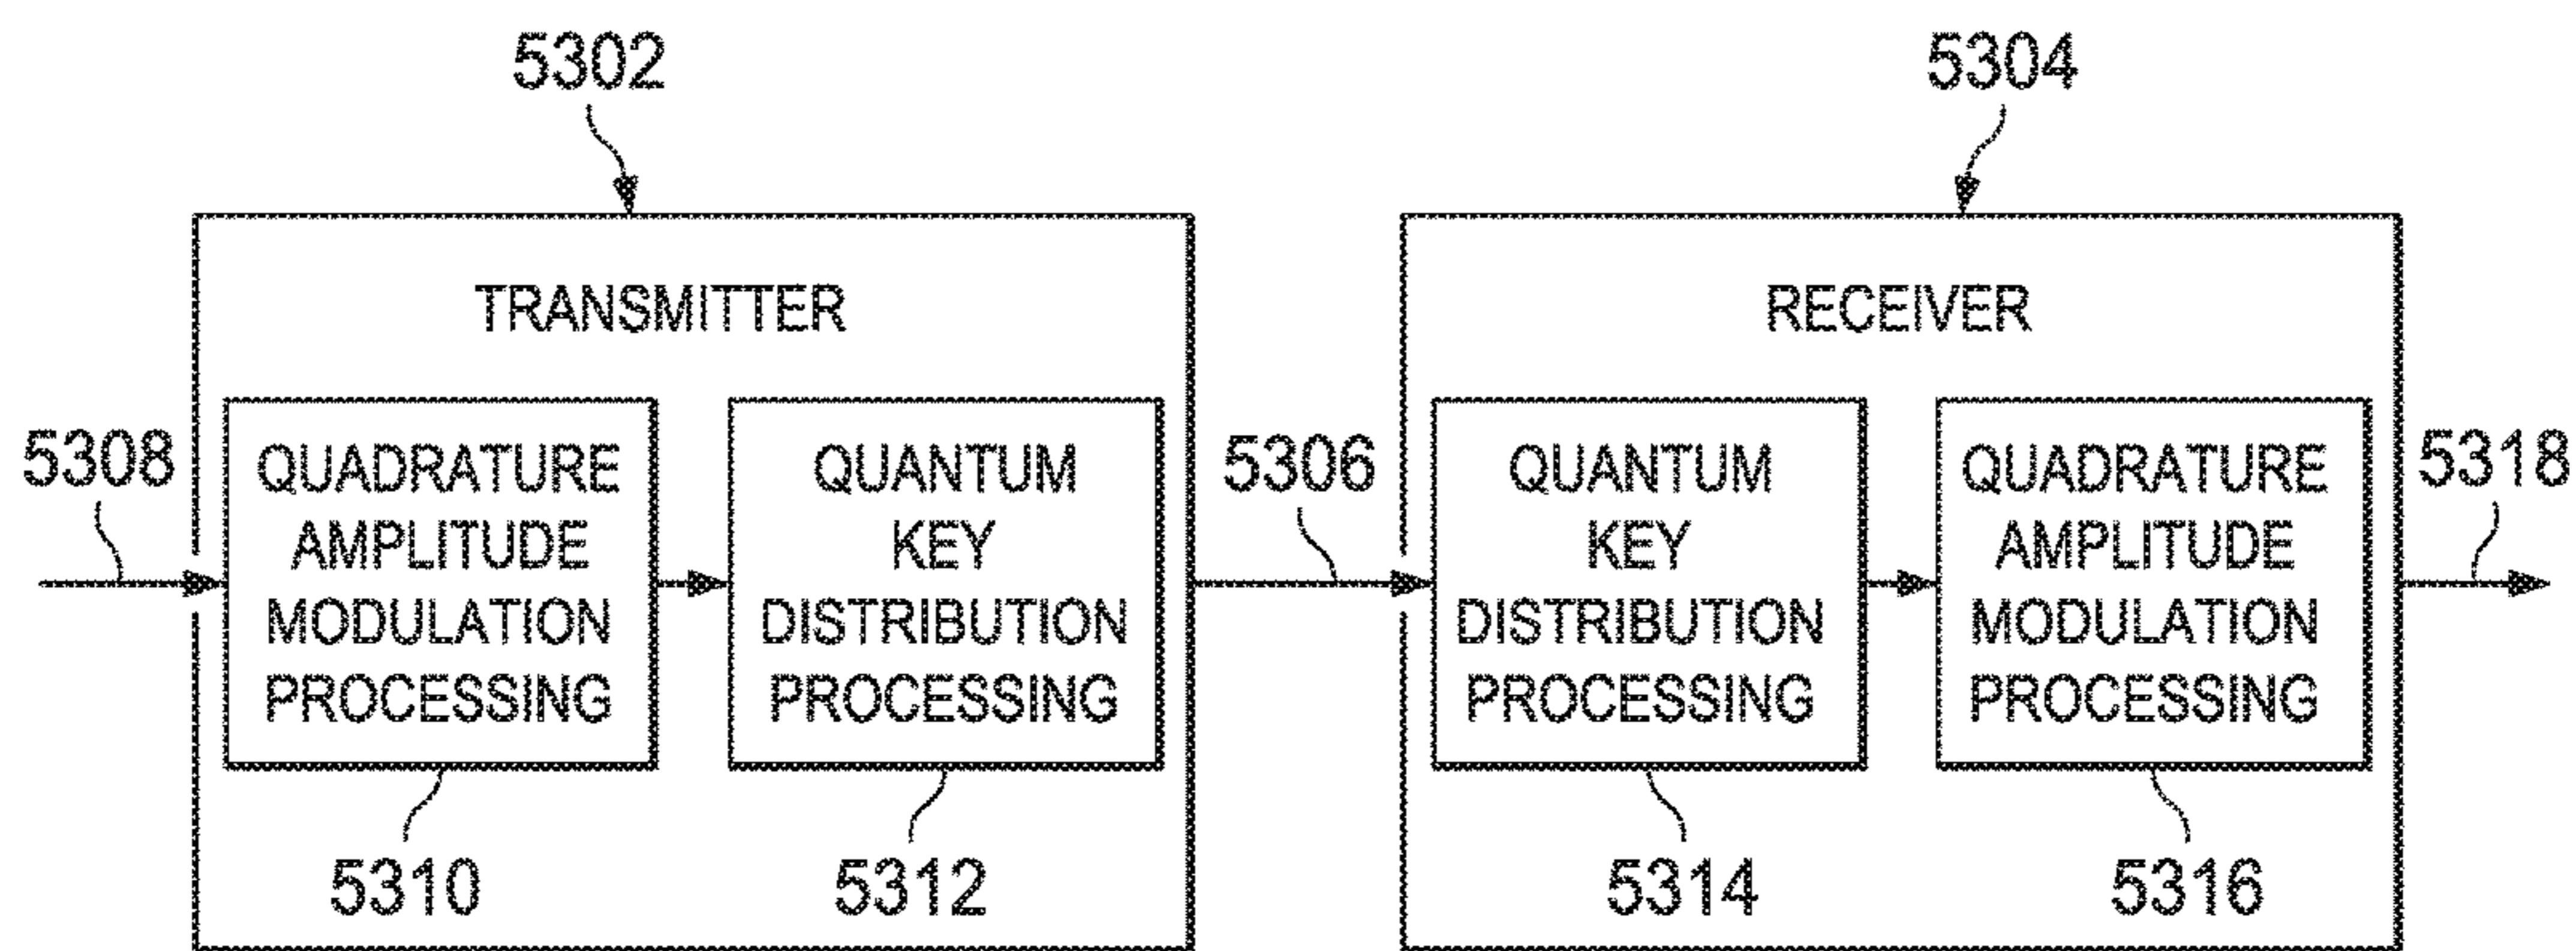 5302
5304
TRANSMITTER
RECEIVER
5308
QUADRATURE
AMPLITUDE
MODULATION
PROCESSING
QUANTUM
KEY
DISTRIBUTION
PROCESSING
5306
QUANTUM
KEY
DISTRIBUTION
PROCESSING
QUADRATURE
AMPLITUDE
MODULATION
PROCESSING
5318
5310
5312
5314
5316